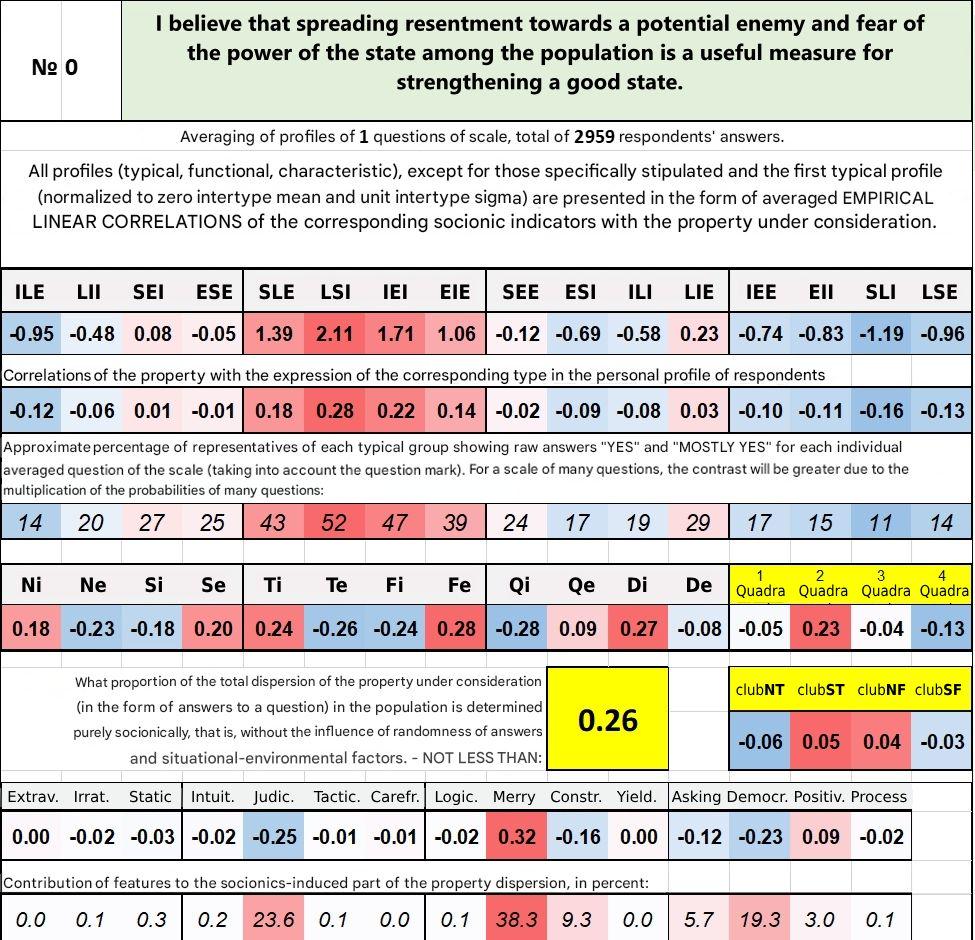 № 0
I believe that spreading resentment towards a potential enemy and fear of
the power of the state among the population is a useful measure for
strengthening a good state.
Averaging of profiles of 1 questions of scale, total of 2959 respondents' answers.
All profiles (typical, functional, characteristic), except for those specifically stipulated and the first typical profile
(normalized to zero intertype mean and unit intertype sigma) are presented in the form of averaged EMPIRICAL
LINEAR CORRELATIONS of the corresponding socionic indicators with the property under consideration.
ILE LII SEI ESE SLE LSI IEI EIE SEE ESI ILI LIE IEE EII SLI LSE
-0.95 -0.48 0.08 -0.05 1.39 2.11 1.71 1.06 -0.12 -0.69 -0.58 0.23 -0.74 -0.83 -1.19 -0.96
Correlations of the property with the expression of the corresponding type in the personal profile of respondents
-0.12 -0.06 0.01 -0.01 0.18 0.28 0.22 0.14 -0.02 -0.09 -0.08 0.03 -0.10 -0.11 -0.16 -0.13
Approximate percentage of representatives of each typical group showing raw answers "YES" and "MOSTLY YES" for each individual
averaged question of the scale (taking into account the question mark). For a scale of many questions, the contrast will be greater due to the
multiplication of the probabilities of many questions:
14 20 27 25 43 52 47 39 24 17 19 29 17 15 11 14
Ni Ne Si Se Ti Te Fi Fe Qi Qe Di De 1 Quadra 2 Quadra 3 Quadra 4 Quadra
0.18 -0.23 -0.18 0.20 0.24 -0.26 -0.24 0.28 -0.28 0.09 0.27 -0.08 -0.05 0.23 -0.04 -0.13
What proportion of the total dispersion of the property under consideration
(in the form of answers to a question) in the population is determined
purely socionically, that is, without the influence of randomness of answers
and situational-environmental factors. - NOT LESS THAN:
0.26
clubNT clubST clubNF clubSF
-0.06 0.05 0.04 -0.03
Extrav. Irrat. Static Intuit. Judic. Tactic. Carefr. Logic. Merry Constr. Yield. Asking Democr. Positiv. Process
0.00 -0.02 -0.03 -0.02 -0.25 -0.01 -0.01 -0.02 0.32 -0.16 0.00 -0.12 -0.23 0.09 -0.02
Contribution of features to the socionics-induced part of the property dispersion, in percent:
0.0 0.1 0.3 0.2 23.6 0.1 0.0 0.1 38.3 9.3 0.0 5.7 19.3 3.0 0.1